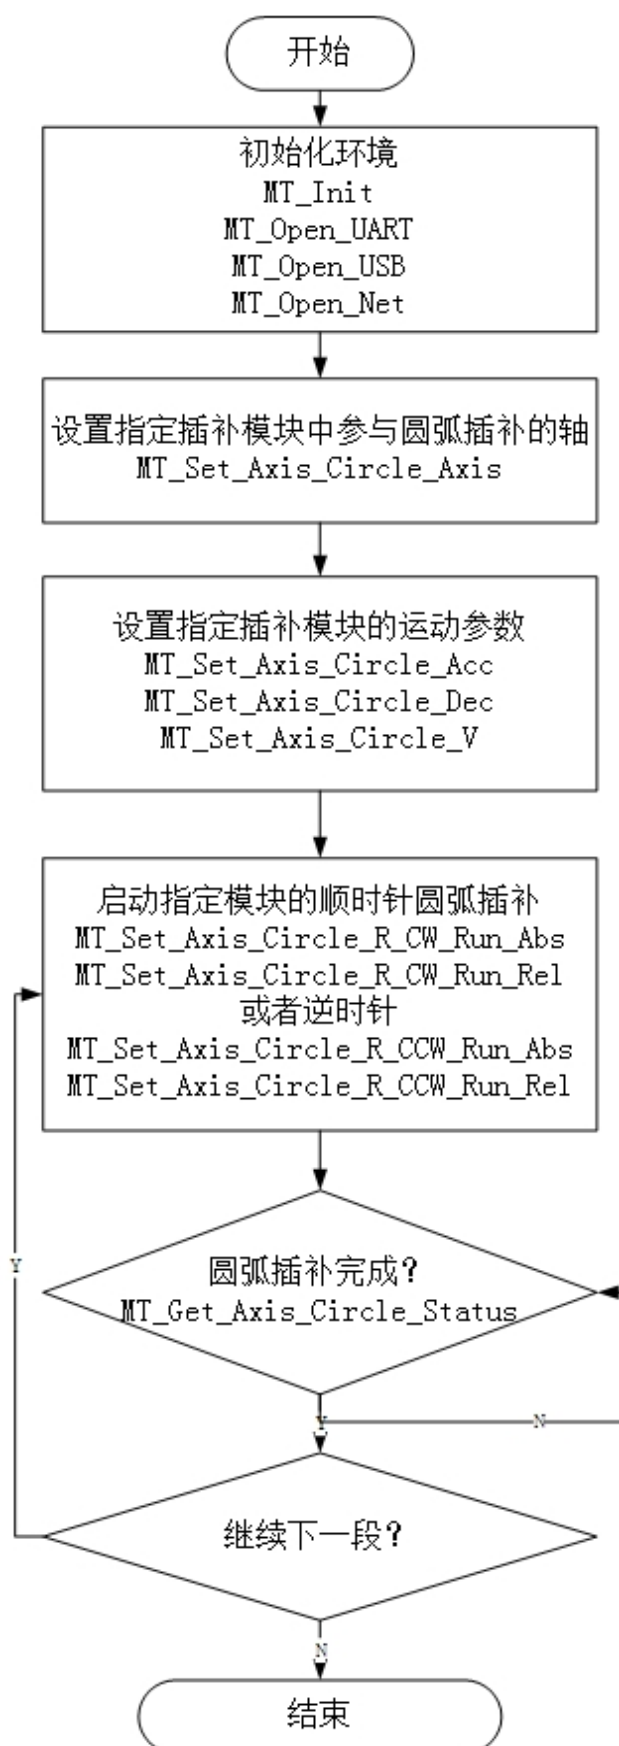 开始
初始化环境
MT_Init
MT_Open_UART
MT_Open_USB
MT_Open_Net
设置指定插补模块中参与圆弧插补的轴
MT_Set_Axis_Circle_Axis
设置指定插补模块的运动参数
MT_Set_Axis_Circle_Acc
MT_Set_Axis_Circle_Dec
MT_Set_Axis_Circle_V
启动指定模块的顺时针圆弧插补
MT_Set_Axis_Circle_R_CW_Run_Abs
MT_Set_Axis_Circle_R_CW_Run_Rel
或者逆时针
MT_Set_Axis_Circle_R_CCW_Run_Abs
MT_Set_Axis_Circle_R_CCW_Run_Rel
Y
圆弧插补完成?
MT_Get_Axis_Circle_Status
Y
N
继续下一段?
N
结束